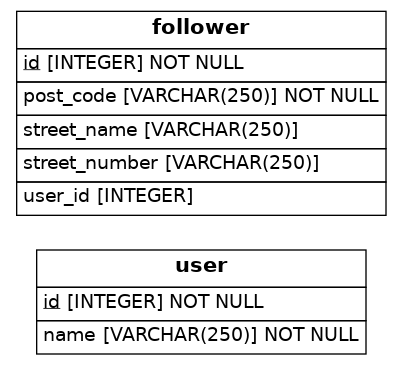 follower
id [INTEGER] NOT NULL
post_code [VARCHAR(250)] NOT NULL
street_name [VARCHAR(250)]
street_number [VARCHAR(250)]
user_id [INTEGER]
user
id [INTEGER] NOT NULL
name [VARCHAR(250)] NOT NULL